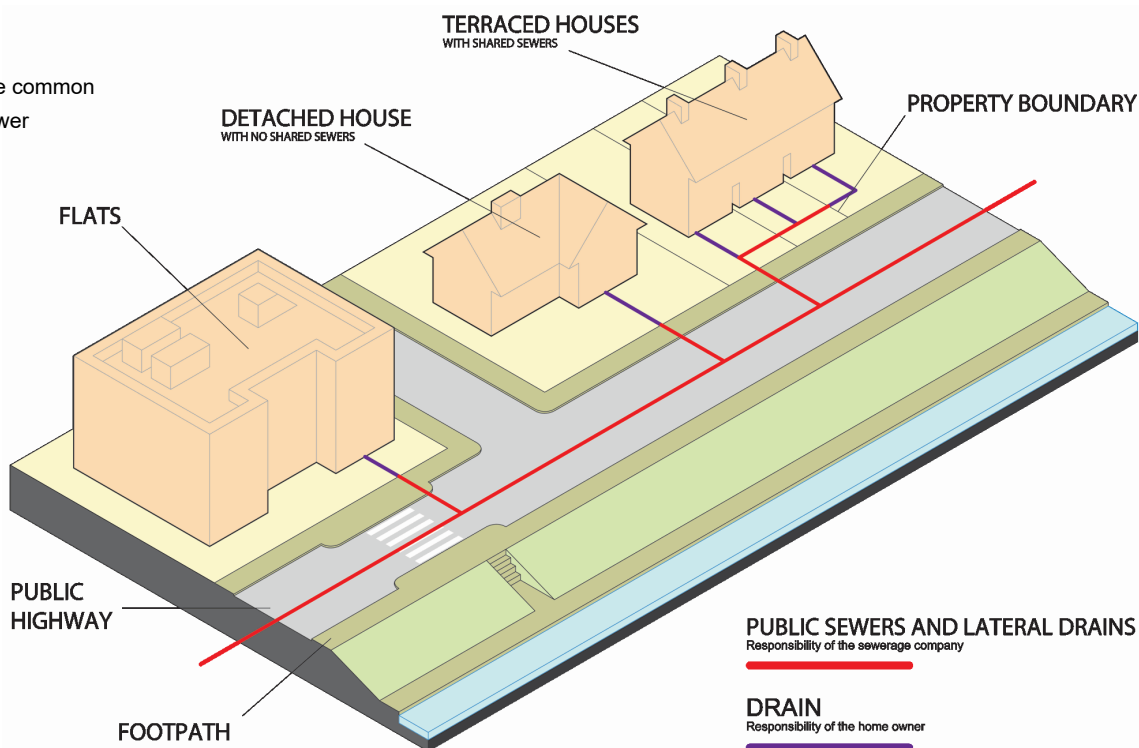 e common
wer
TERRACED HOUSES
WITH SHARED SEWERS
DETACHED HOUSE
WITH NO SHARED SEWERS
PROPERTY BOUNDARY
FLATS
PUBLIC
HIGHWAY
FOOTPATH
PUBLIC SEWERS AND LATERAL DRAINS
Responsibility of the sewerage company
DRAIN
Responsibility of the home owner